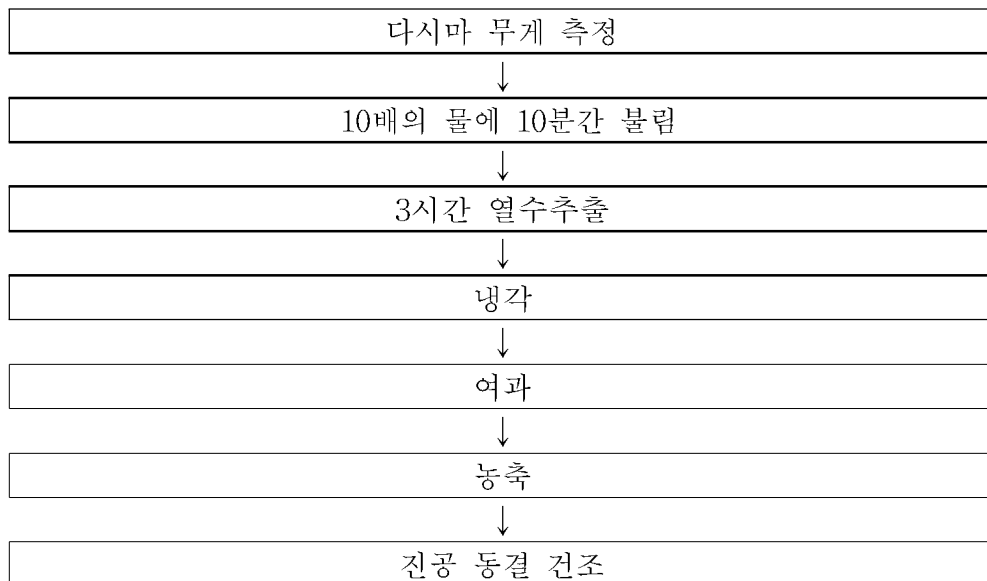 다시마 무게 측정
↓
10배의 물에 10분간 불림
↓
3시간 열수추출
↓
냉각
↓
여과
↓
농축
↓
진공 동결 건조